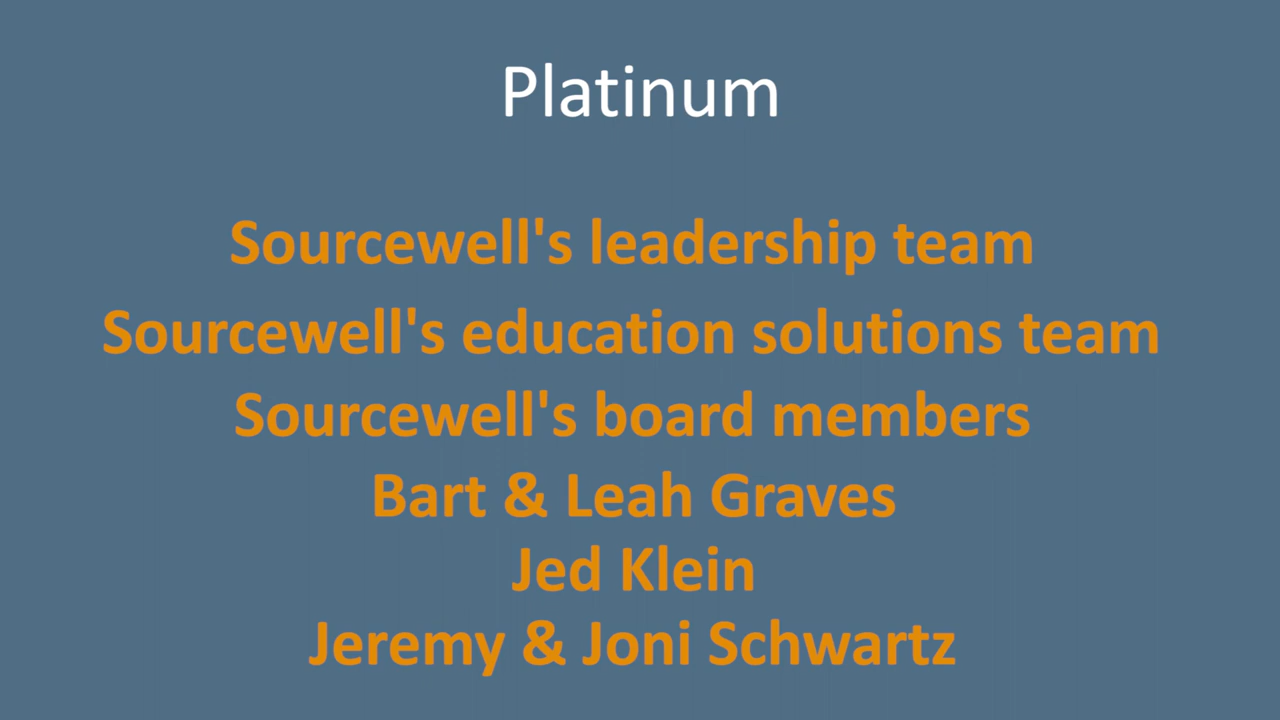 Platinum
Sourcewell's leadership team
Sourcewell's education solutions team
Sourcewell's board members
Bart & Leah Graves
Jed Klein
Jeremy & Joni Schwartz